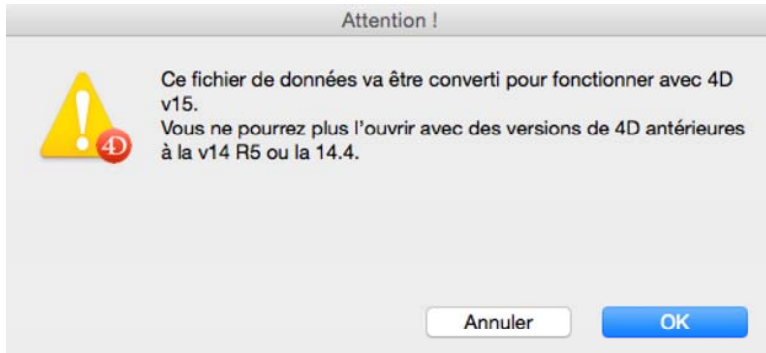 Attention !
Ce fichier de données va être converti pour fonctionner avec 4D
v15.
Vous ne pourrez plus l'ouvrir avec des versions de 4D antérieures
à la v14 R5 ou la 14.4.
4D
Annuler
OK